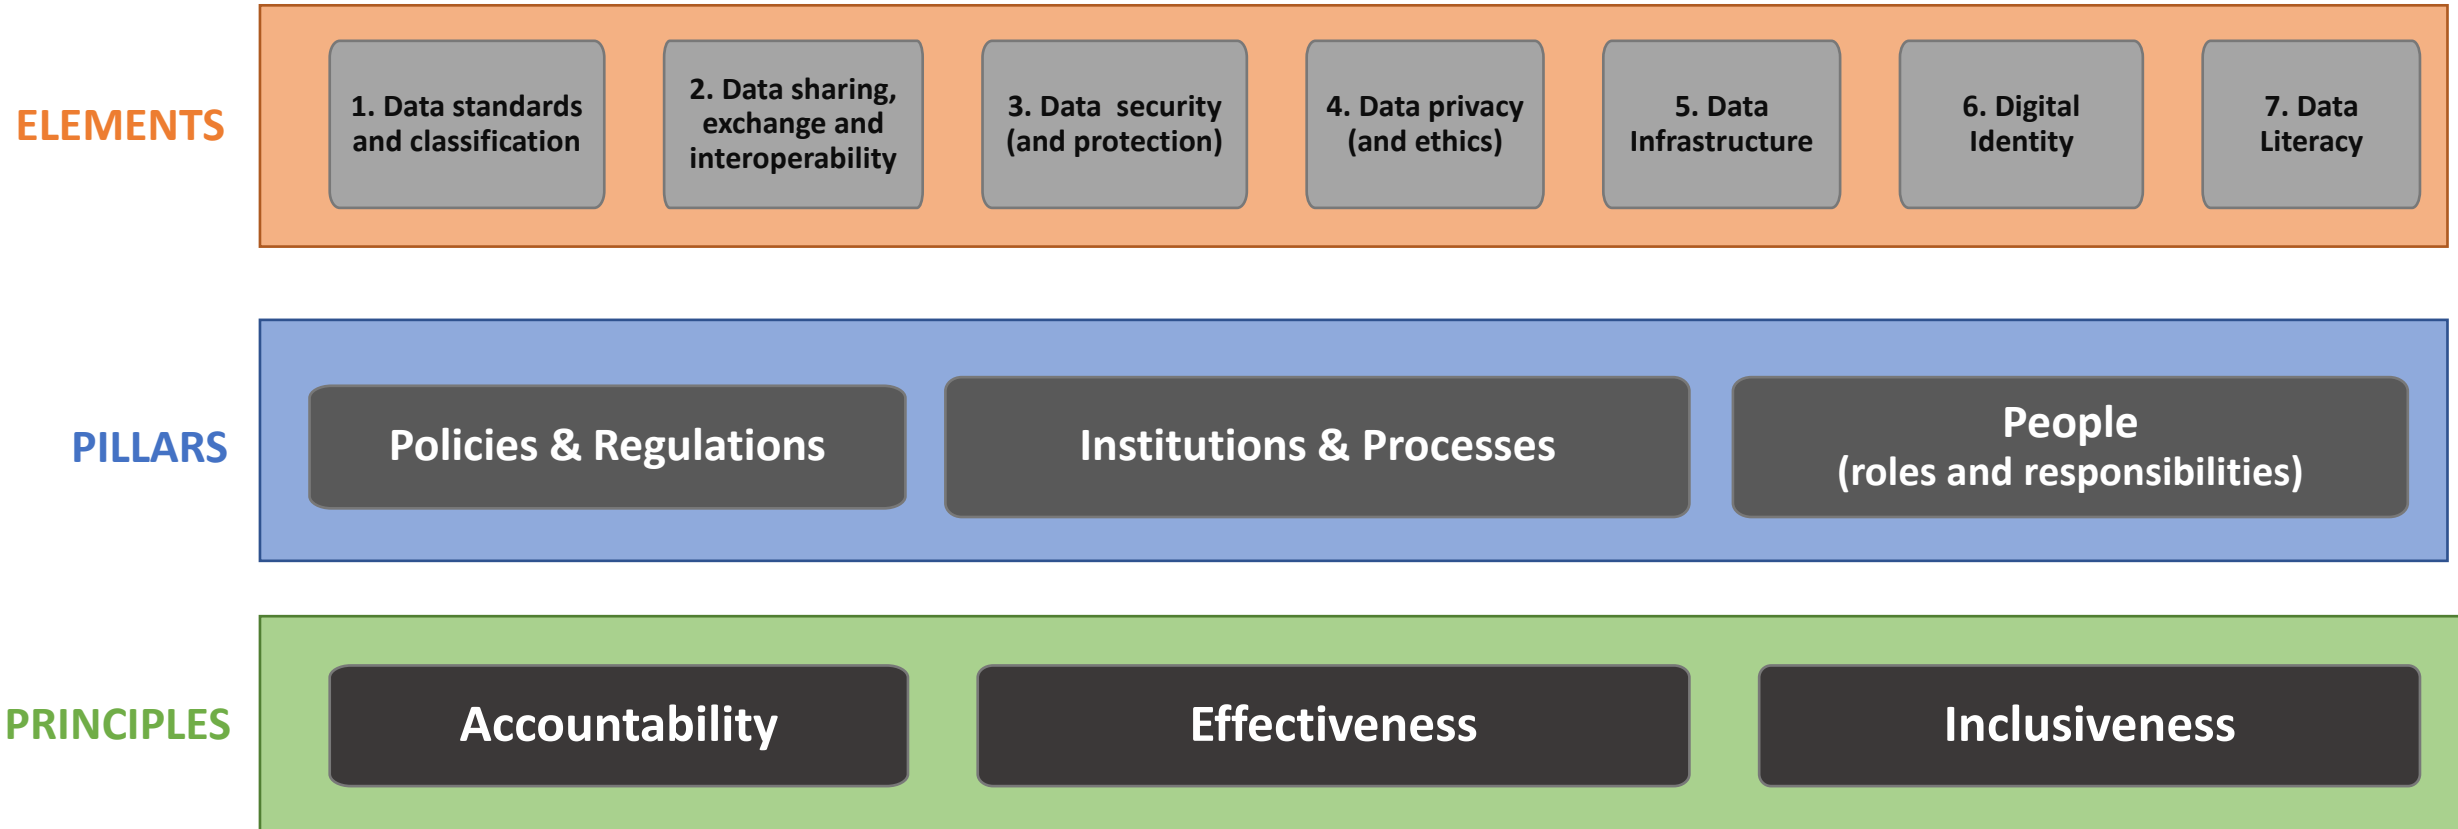 ELEMENTS
1. Data standards
and classification
2. Data sharing,
exchange and
interoperability
3. Data  security
(and protection)
4. Data privacy
(and ethics)
5. Data
Infrastructure
6. Digital
Identity
7. Data
Literacy
PILLARS
Policies & Regulations
Institutions & Processes
People
(roles and responsibilities)
PRINCIPLES
Accountability
Effectiveness
Inclusiveness